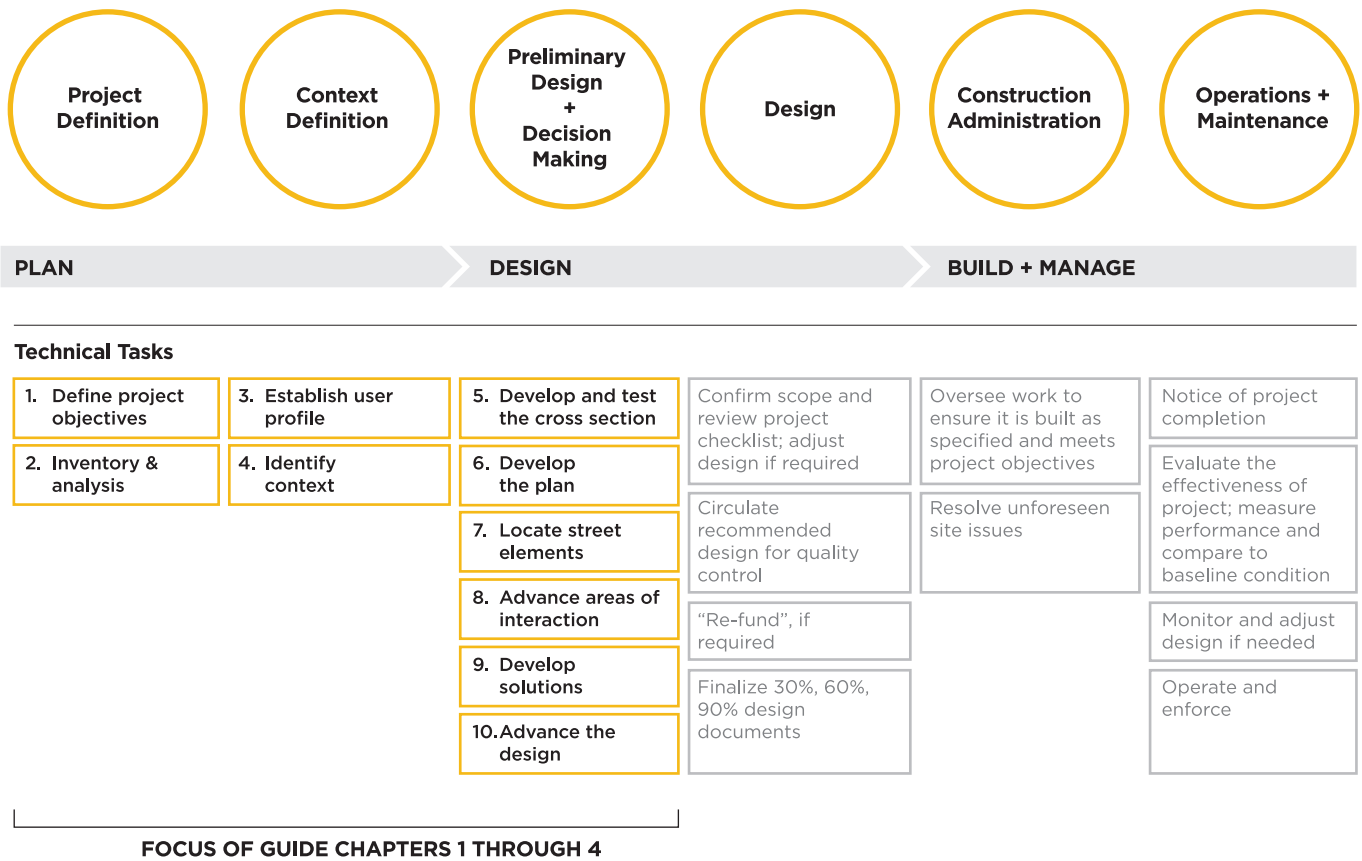 Project
Definition
Context
Definition
Preliminary
Design
+
Decision
Making
Design
Construction
Administration
Operations +
Maintenance
PLAN
DESIGN
BUILD + MANAGE
Technical Tasks
1. Define project
objectives
2. Inventory &
analysis
3. Establish user
profile
4. Identify
context
5. Develop and test
the cross section
6. Develop
the plan
7. Locate street
elements
8. Advance areas of
interaction
9. Develop
solutions
10. Advance the
design
Confirm scope and
review project
checklist; adjust
design if required
Circulate
recommended
design for quality
control
“Re-fund”, if
required
Finalize 30%, 60%,
90% design
documents
Oversee work to
ensure it is built as
specified and meets
project objectives
Resolve unforeseen
site issues
Notice of project
completion
Evaluate the
effectiveness of
project; measure
performance and
compare to
baseline condition
Monitor and adjust
design if needed
Operate and
enforce
FOCUS OF GUIDE CHAPTERS 1 THROUGH 4